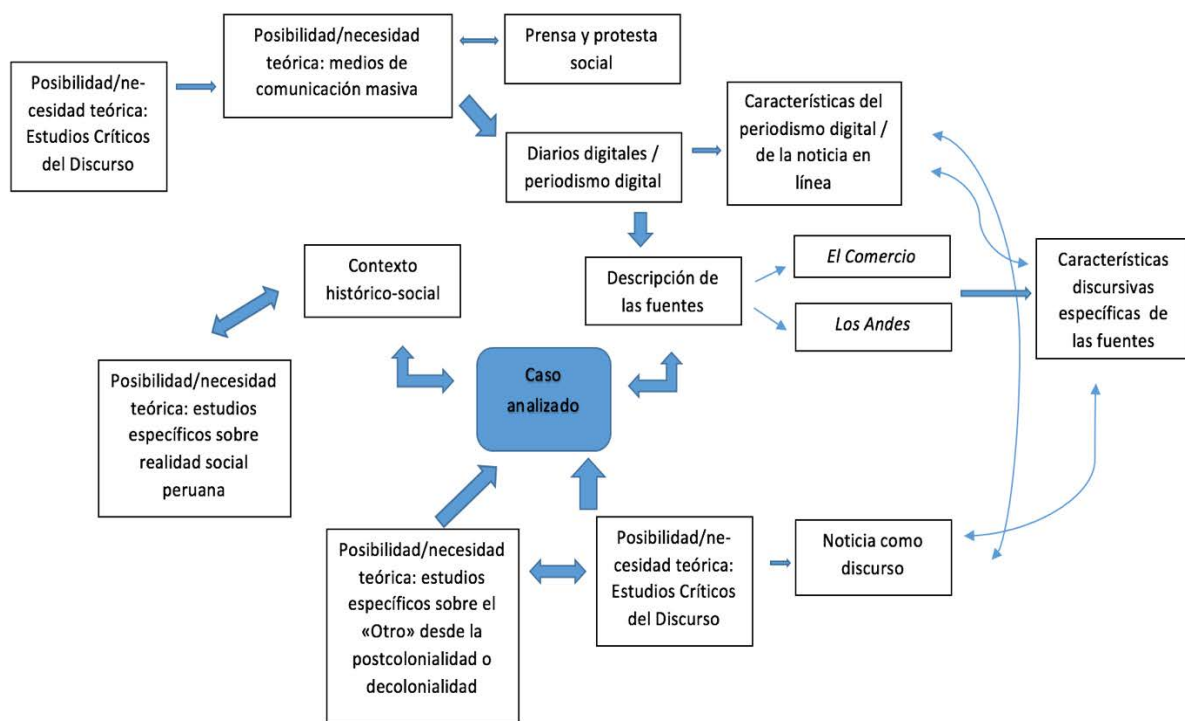 Posibilidad/ne-
cesidad teórica:
Estudios Críticos
del Discurso
Posibilidad/necesidad
teórica: medios de
comunicación masiva
Prensa y protesta
social
Diarios digitales /
periodismo digital
Características del
periodismo digital /
de la noticia en
línea
Contexto
histórico-social
Descripción de
las fuentes
El Comercio
Los Andes
Características
discursivas
específicas de
las fuentes
Posibilidad/necesidad
teórica: estudios
específicos sobre
realidad social
peruana
Caso
analizado
Posibilidad/necesidad
teórica: estudios
específicos sobre el
«Otro» desde la
postcolonialidad o
decolonialidad
Posibilidad/ne-
cesidad teórica:
Estudios Críticos
del Discurso
Noticia como
discurso